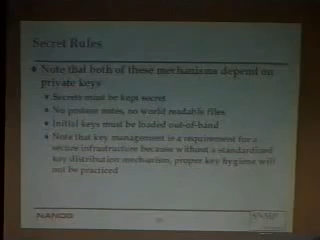 Secret Rules
Note that both of these mechanisms depend on
private keys
Secrets must be kept secret
No postem notes, no world readable files
Initial keys must be loaded out-of-band
Note that key management is a requirement for a
secure infrastructure because without a standardized
key distribution mechanism, proper key hygiene will
not be practiced
NANOG